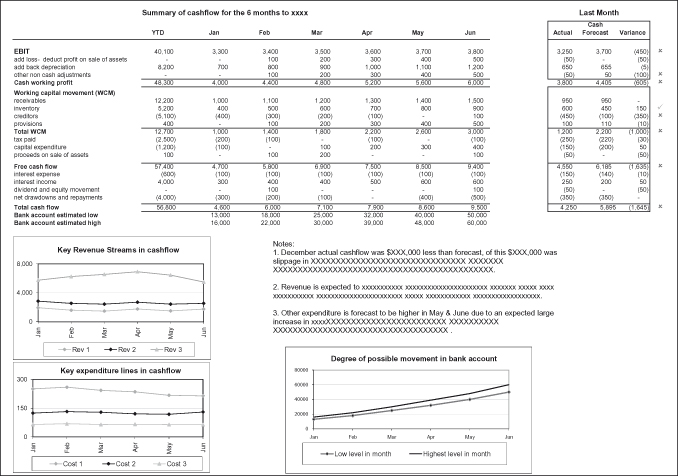 Summary of cashflow for the 6 months to xxxx Last Month
Cash
YTD Jan Feb Mar Apr May Jun Actual Forecast Variance
EBIT 40,100 3,300 3,400 3,500 3,600 3,700 3,800 3,250 3,700 (450) x
add loss- deduct profit on sale of assets - - 100 200 300 400 500 (50) - (50)
add back depreciation 8,200 700 800 900 1,000 1,100 1,200 650 655 (5)
other non cash adjustments - - 100 200 300 400 500 (50) 50 (100) x
Cash working profit 48,300 4,000 4,400 4,800 5,200 5,600 6,000 3,800 4,405 (605) x
Working capital movement (WCM)
receivables 12,200 1,000 1,100 1,200 1,300 1,400 1,500 950 950 -
inventory 5,200 400 500 600 700 800 600 600 450 150 ✓
creditors (5,100) (400) (300) (200) (100) - 100 (450) (100) (350) x
provisions 400 - 100 200 300 400 500 100 110 (10)
Total WCM 12,700 1,000 1,400 1,800 2,200 2,600 3,000 1,200 2,200 (1,000) x
tax paid (2,500) (200) (100) - (100) - (100) (250) (220) (30)
capital expenditure (1,200) (100) - 100 200 300 400 (150) (200) 50
proceeds on sale of assets 100 - 100 200 - - 100 (50) - (50)
Free cash flow 57,400 4,700 5,800 6,900 7,500 8,500 9,400 4,550 6,185 (1,635) x
interest expense (600) (100) (100) (100) (100) (100) (100) (150) (140) (10)
interest income 4,000 300 400 400 500 600 600 250 200 50
dividend and equity movement - - - - - - 100 (50) - (50)
net drawdowns and repayments (4,000) (300) (200) (100) - (400) (500) (350) (350) -
Total cash flow 56,800 4,600 6,000 7,100 7,900 8,600 9,500 4,250 5,895 (1,645) x
Bank account estimated low 13,000 18,000 25,000 32,000 40,000 50,000
Bank account estimated high 16,000 22,000 30,000 39,000 48,000 60,000
Key Revenue Streams in cashflow
8,000
4,000
0
Jan Feb Mar Apr May Jun
Rev 1 Rev 2 Rev 3
Key expenditure lines in cashflow
300
150
0
Jan Feb Mar Apr May Jun
Cost 1 Cost 2 Cost 3
Notes:
1. December actual cashflow was $XXX,000 less than forecast, of this $XXX,000 was
slippage in
2. Revenue is expected to
3. Other expenditure is forecast to be higher in May & June due to an expected large
increase in
Degree of possible movement in bank account
80000
60000
40000
20000
0
Jan Feb Mar Apr May Jun
Low level in month Highest level in month